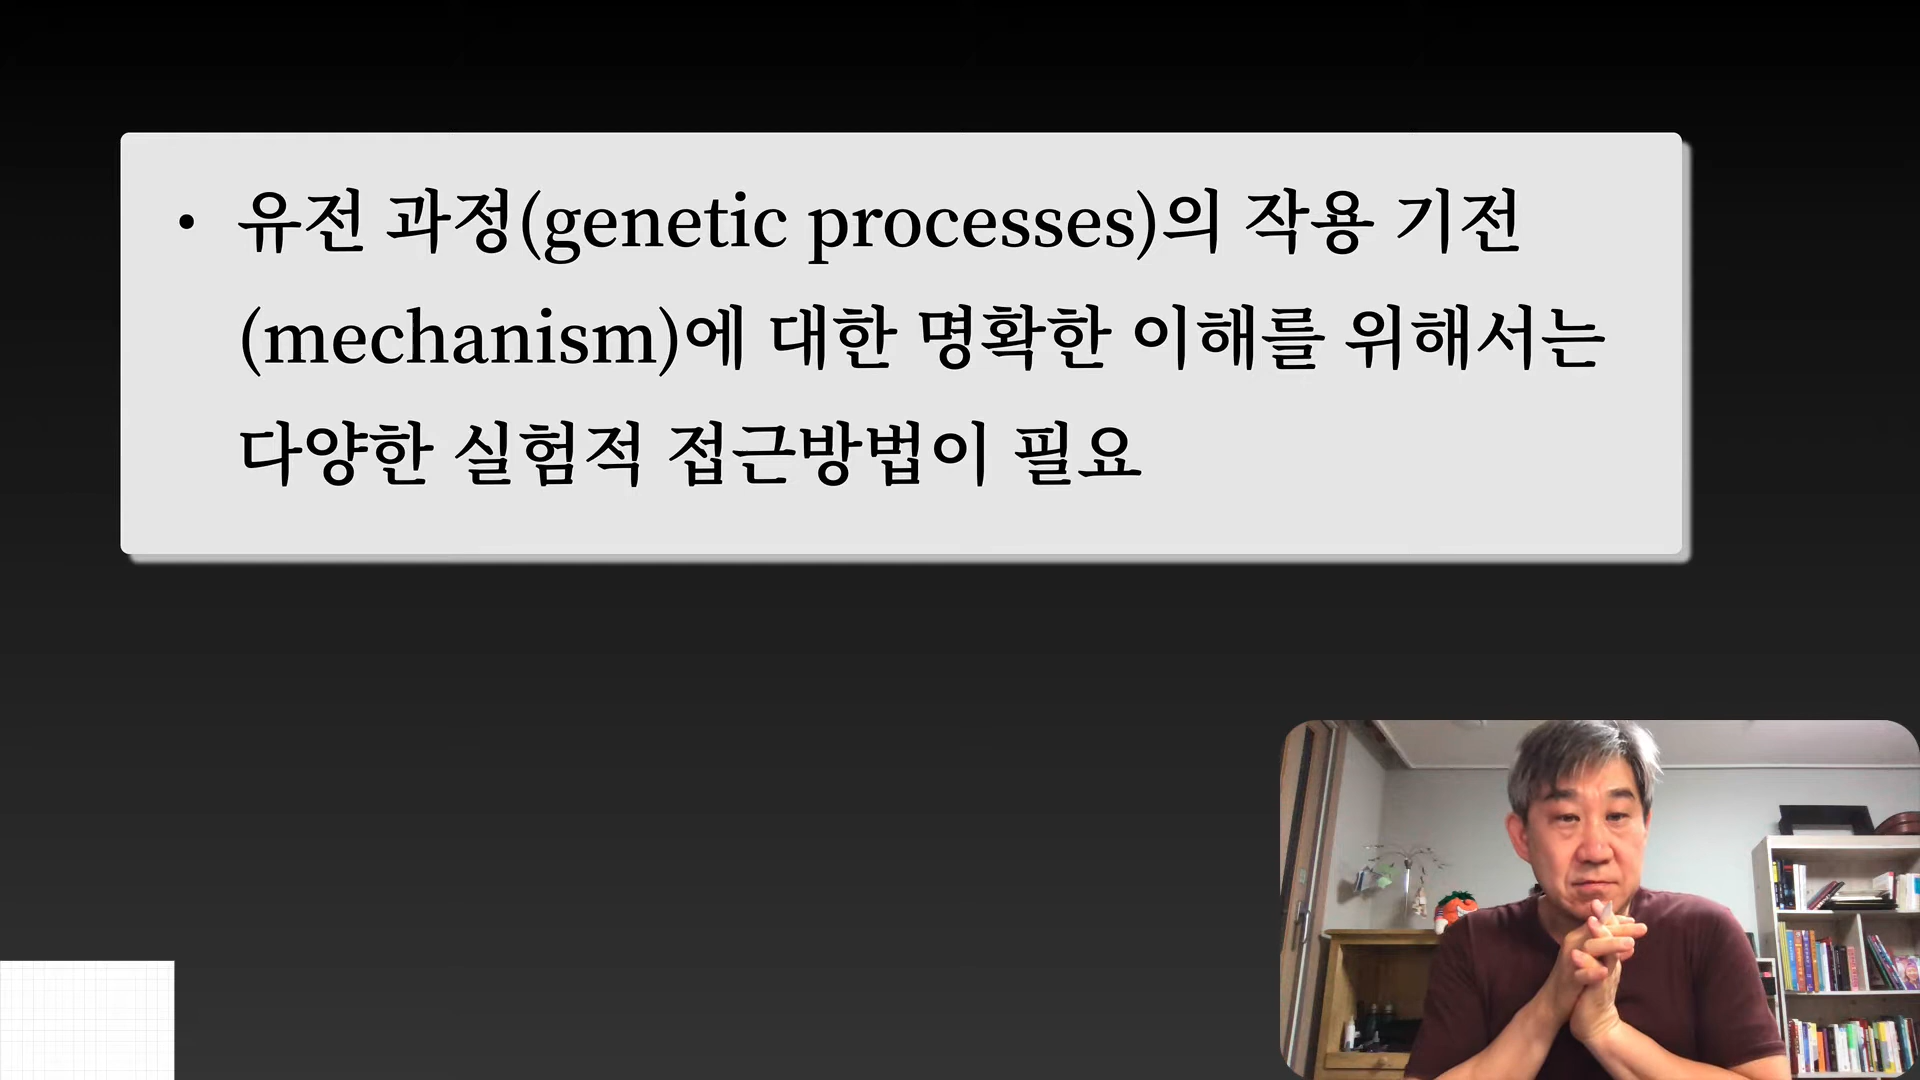 • 유전 과정(genetic processes)의 작용 기전
(mechanism)에 대한 명확한 이해를 위해서는
다양한 실험적 접근방법이 필요